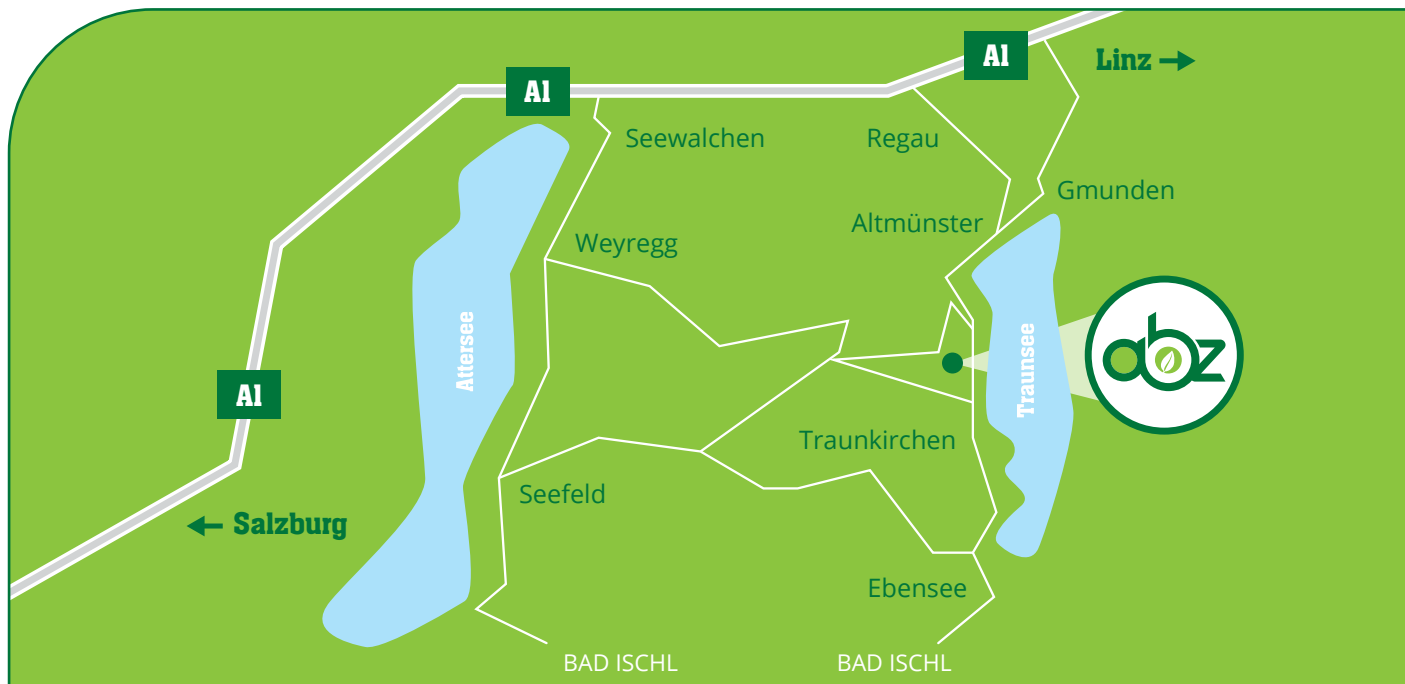 A1
Linz
A1
Seewalchen
Regau
Gmunden
Altmünster
Weyregg
Attersee
Traunsee
abz
A1
Traunkirchen
Seefeld
Salzburg
Ebensee
BAD ISCHL
BAD ISCHL